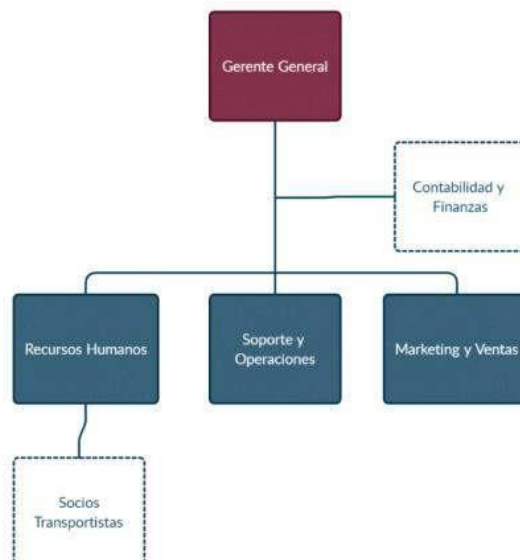 Gerente General
Contabilidad y
Finanzas
Recursos Humanos
Soporte y
Operaciones
Marketing y Ventas
Socios
Transportistas